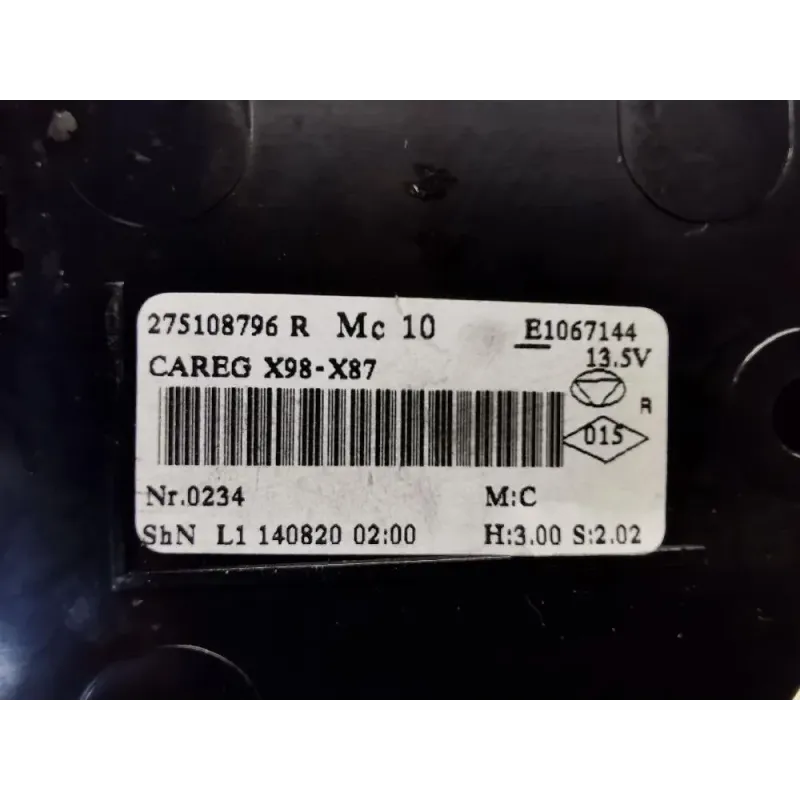 275108796 R Mc 10 E1067144
CAREG X98-X87 13.5V
R
015
Nr.0234 M:C
ShN L1 140820 02:00 H:3.00 S:2.02